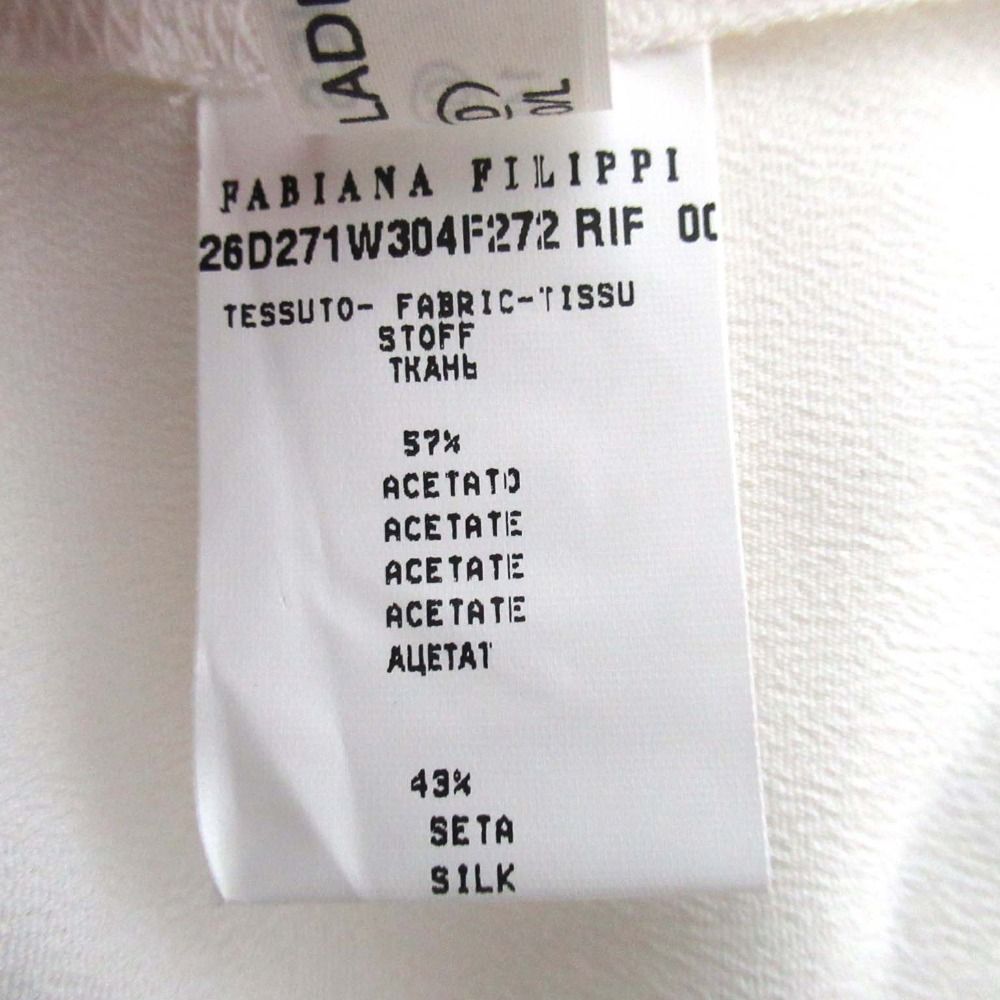 FABIANA FILIPPI
26D271W304F272 RIF 00
TESSUTO- FABRIC-TISSU
STOFF
ТКАНЬ
57%
ACETATO
ACETATE
ACETATE
ACETATE
АЦЕТАТ
43%
SETA
SILK